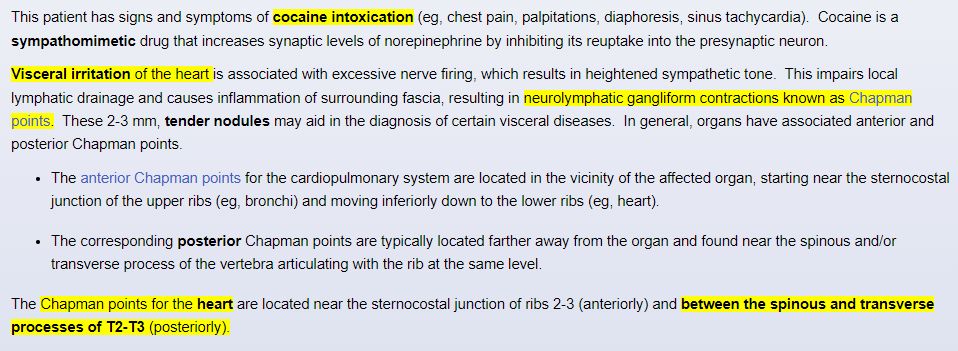 This patient has signs and symptoms of cocaine intoxication (eg, chest pain, palpitations, diaphoresis, sinus tachycardia).  Cocaine is a
sympathomimetic drug that increases synaptic levels of norepinephrine by inhibiting its reuptake into the presynaptic neuron.
Visceral irritation of the heart is associated with excessive nerve firing, which results in heightened sympathetic tone.  This impairs local
lymphatic drainage and causes inflammation of surrounding fascia, resulting in neurolymphatic gangliform contractions known as Chapman
points.  These 2-3 mm, tender nodules may aid in the diagnosis of certain visceral diseases.  In general, organs have associated anterior and
posterior Chapman points.
• The anterior Chapman points for the cardiopulmonary system are located in the vicinity of the affected organ, starting near the sternocostal
junction of the upper ribs (eg, bronchi) and moving inferiorly down to the lower ribs (eg, heart).
• The corresponding posterior Chapman points are typically located farther away from the organ and found near the spinous and/or
transverse process of the vertebra articulating with the rib at the same level.
The Chapman points for the heart are located near the sternocostal junction of ribs 2-3 (anteriorly) and between the spinous and transverse
processes of T2-T3 (posteriorly).